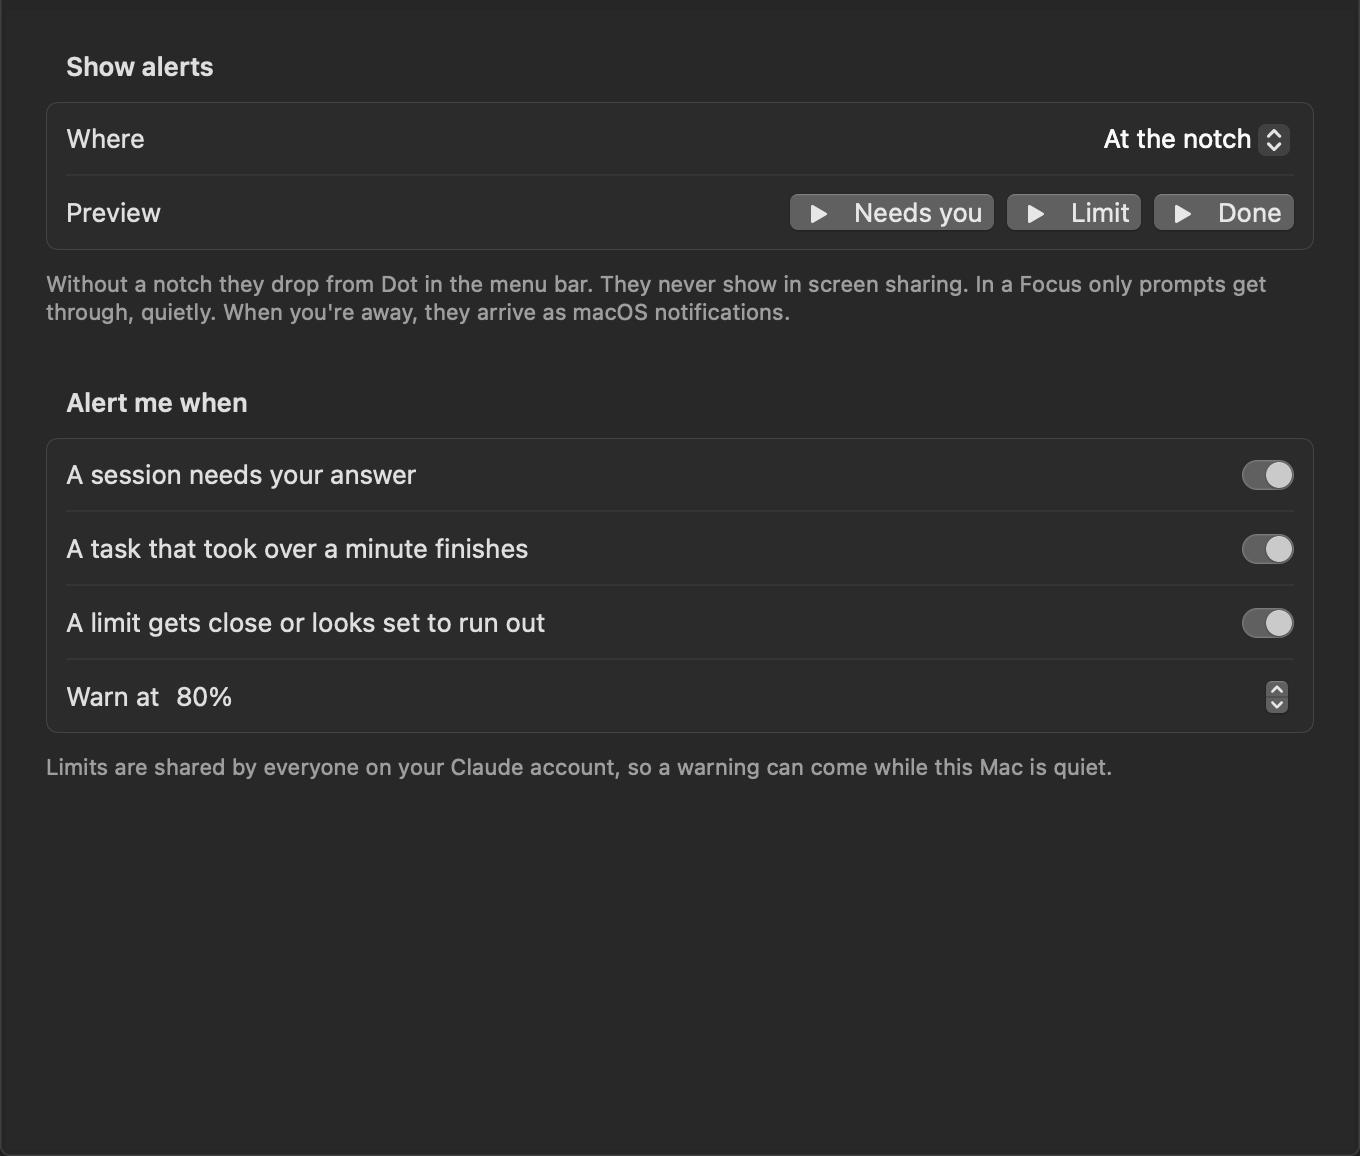 Show alerts
Where
At the notch
Preview
Needs you
Limit
Done
Without a notch they drop from Dot in the menu bar. They never show in screen sharing. In a Focus only prompts get
through, quietly. When you're away, they arrive as macOS notifications.
Alert me when
A session needs your answer
A task that took over a minute finishes
A limit gets close or looks set to run out
Warn at 80%
Limits are shared by everyone on your Claude account, so a warning can come while this Mac is quiet.